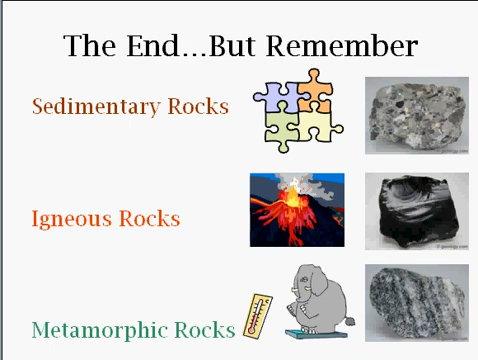 The End...But Remember
Sedimentary Rocks
Igneous Rocks
Metamorphic Rocks